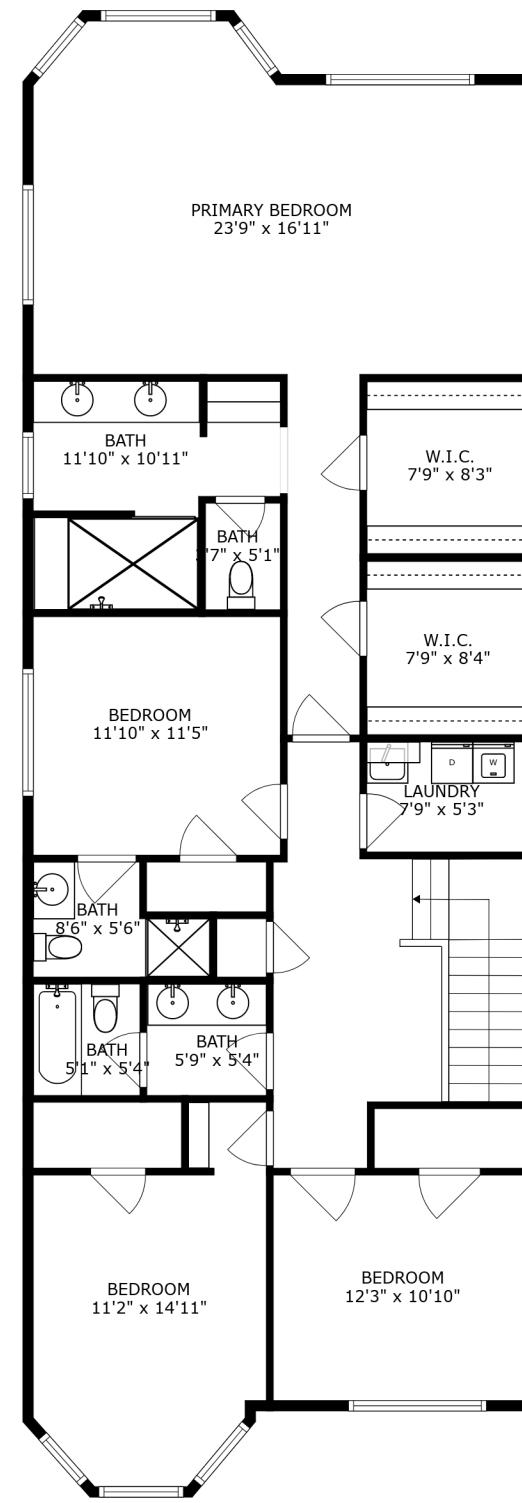 PRIMARY BEDROOM
23'9" x 16'11"
BATH
11'10" x 10'11"
W.I.C.
7'9" x 8'3"
BATH
7" x 5'1"
W.I.C.
7'9" x 8'4"
BEDROOM
11'10" x 11'5"
D
W
LAUNDRY
7'9" x 5'3"
BATH
8'6" x 5'6"
BATH
5'1" x 5'4"
BATH
5'9" x 5'4"
BEDROOM
11'2" x 14'11"
BEDROOM
12'3" x 10'10"